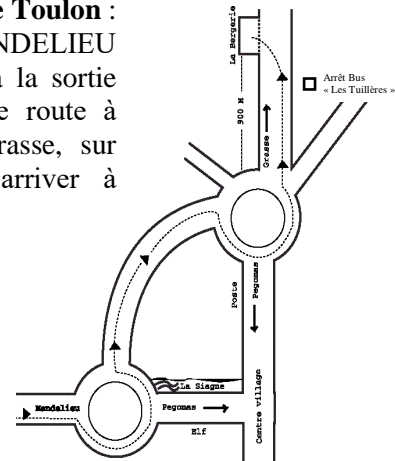 e Toulon :
NDELIEU
à la sortie
e route à
rasse, sur
arriver à
La Bergerie
900 M
Grasse
Arrêt Bus
« Les Tuillères »
Poste
Pegomas
La Siagne
Mandelieu
Pegomas
Elf
Centre village